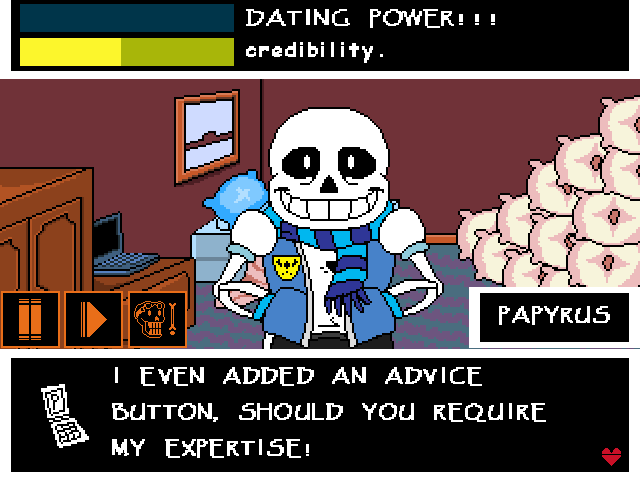 DATING POWER!!!
credibility.
PAPYRUS
I EVEN ADDED AN ADVICE
BUTTON, SHOULD YOU REQUIRE
MY EXPERTISE!